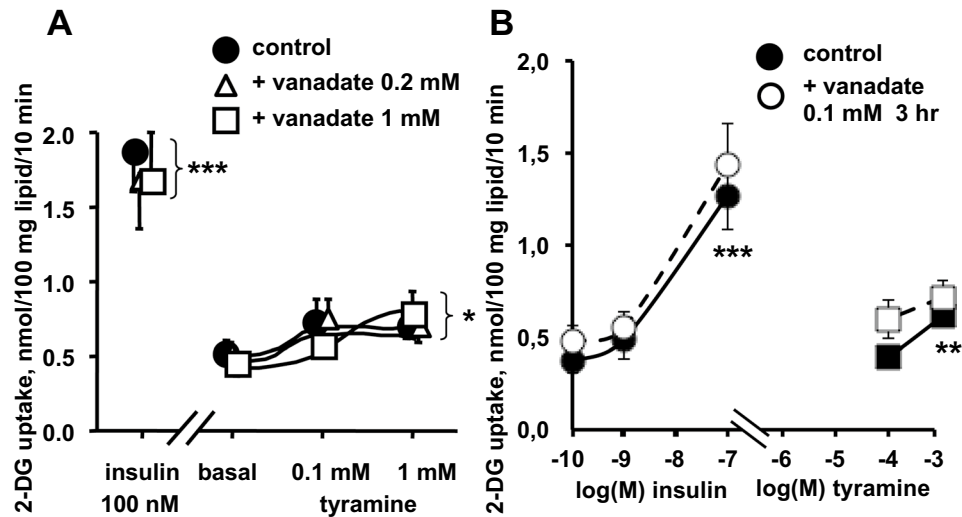 A
control
+ vanadate 0.2 mM
+ vanadate 1 mM
2-DG uptake, nmol/100 mg lipid/10 min
2.0
1.5
1.0
0.5
0.0
***
*
insulin
100 nM
basal
0.1 mM
1 mM
tyramine
B
control
+ vanadate
0.1 mM 3 hr
2-DG uptake, nmol/100 mg lipid/10 min
2,0
1,5
1,0
0,5
0,0
***
**
-10 -9 -8 -7 -6 -5 -4 -3
log(M) insulin
log(M) tyramine